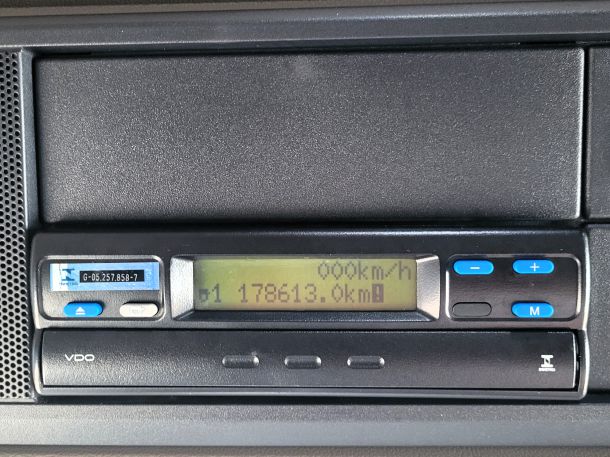 G-05.257.858-7
000km/h
1 178613.0km!
- +
M
VDO